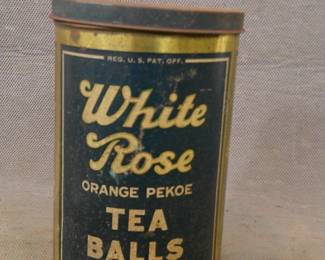 REG. U.S. PAT. OFF.
White
Rose
ORANGE PEKOE
TEA
BALLS